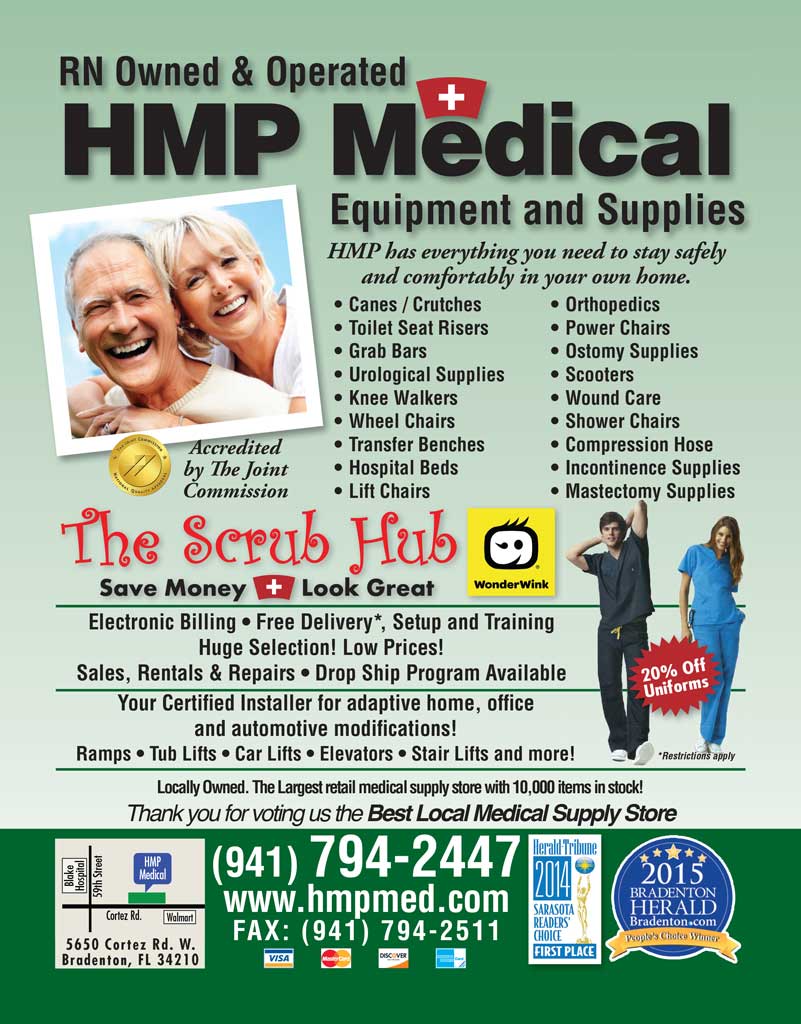 RN Owned & Operated
HMP Medical
Equipment and Supplies
HMP has everything you need to stay safely
and comfortably in your own home.
• Canes / Crutches
• Toilet Seat Risers
• Grab Bars
• Urological Supplies
• Knee Walkers
• Wheel Chairs
• Transfer Benches
• Hospital Beds
• Lift Chairs
• Orthopedics
• Power Chairs
• Ostomy Supplies
• Scooters
• Wound Care
• Shower Chairs
• Compression Hose
• Incontinence Supplies
• Mastectomy Supplies
The Joint Commission
National Quality Approval
Accredited
by The Joint
Commission
The Scrub Hub
Save Money Look Great
WonderWink
Electronic Billing • Free Delivery*, Setup and Training
Huge Selection! Low Prices!
Sales, Rentals & Repairs • Drop Ship Program Available
20% Off
Uniforms
Your Certified Installer for adaptive home, office
and automotive modifications!
Ramps • Tub Lifts • Car Lifts • Elevators • Stair Lifts and more!
*Restrictions apply
Locally Owned. The Largest retail medical supply store with 10,000 items in stock!
Thank you for voting us the Best Local Medical Supply Store
Blake
Hospital
59th Street
HMP
Medical
Cortez Rd.
Walmart
5650 Cortez Rd. W.
Bradenton, FL 34210
(941) 794-2447
www.hmpmed.com
FAX: (941) 794-2511
VISA
MasterCard
DISCOVER
Herald-Tribune
2014
SARASOTA
READERS'
CHOICE
FIRST PLACE
2015
BRADENTON
HERALD
Bradenton.com
People's Choice Winner